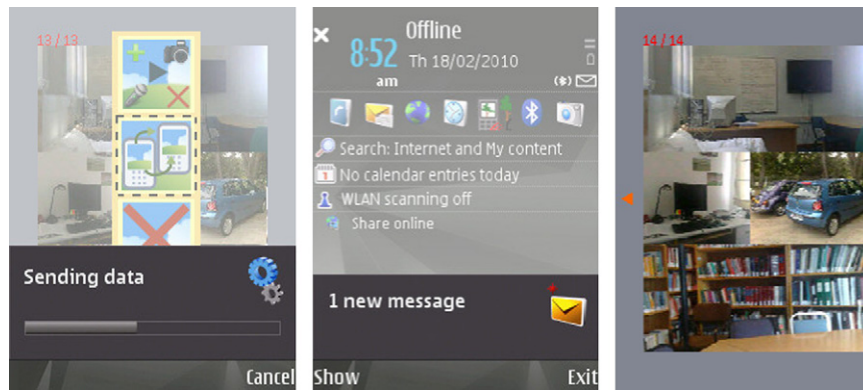 13 / 13
Sending data
Cancel
Offline
8:52
am
Th 18/02/2010
Search: Internet and My content
1
No calendar entries today
WLAN scanning off
Share online
1 new message
Show
Exit
14 / 14